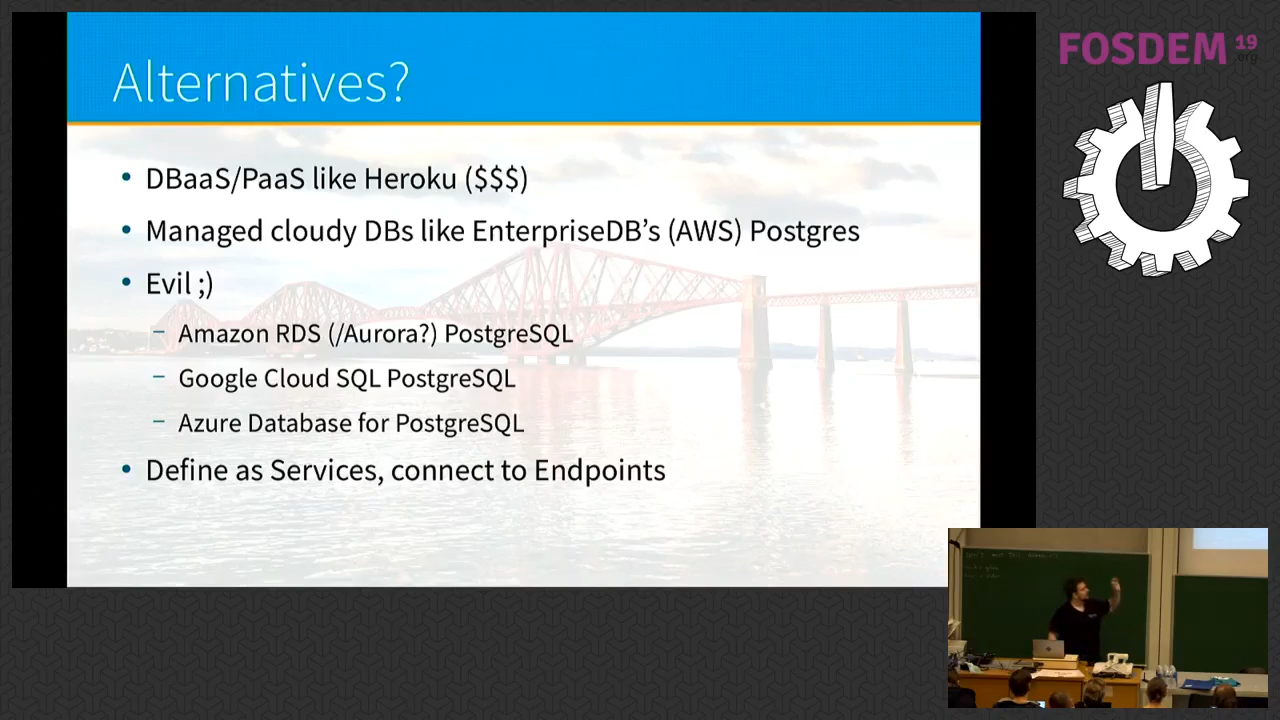 Alternatives?
FOSDEM 19
.org
• DBaaS/PaaS like Heroku ($$$)
• Managed cloudy DBs like EnterpriseDB’s (AWS) Postgres
• Evil ;)
– Amazon RDS (/Aurora?) PostgreSQL
– Google Cloud SQL PostgreSQL
– Azure Database for PostgreSQL
• Define as Services, connect to Endpoints